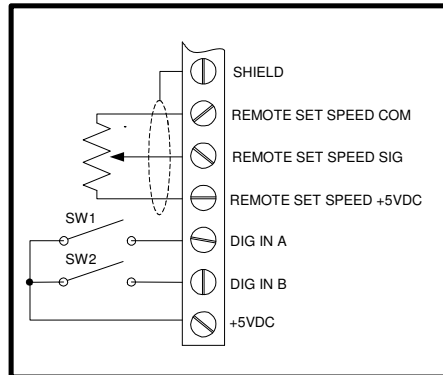 SHIELD
REMOTE SET SPEED COM
REMOTE SET SPEED SIG
REMOTE SET SPEED +5VDC
SW1
DIG IN A
SW2
DIG IN B
+5VDC